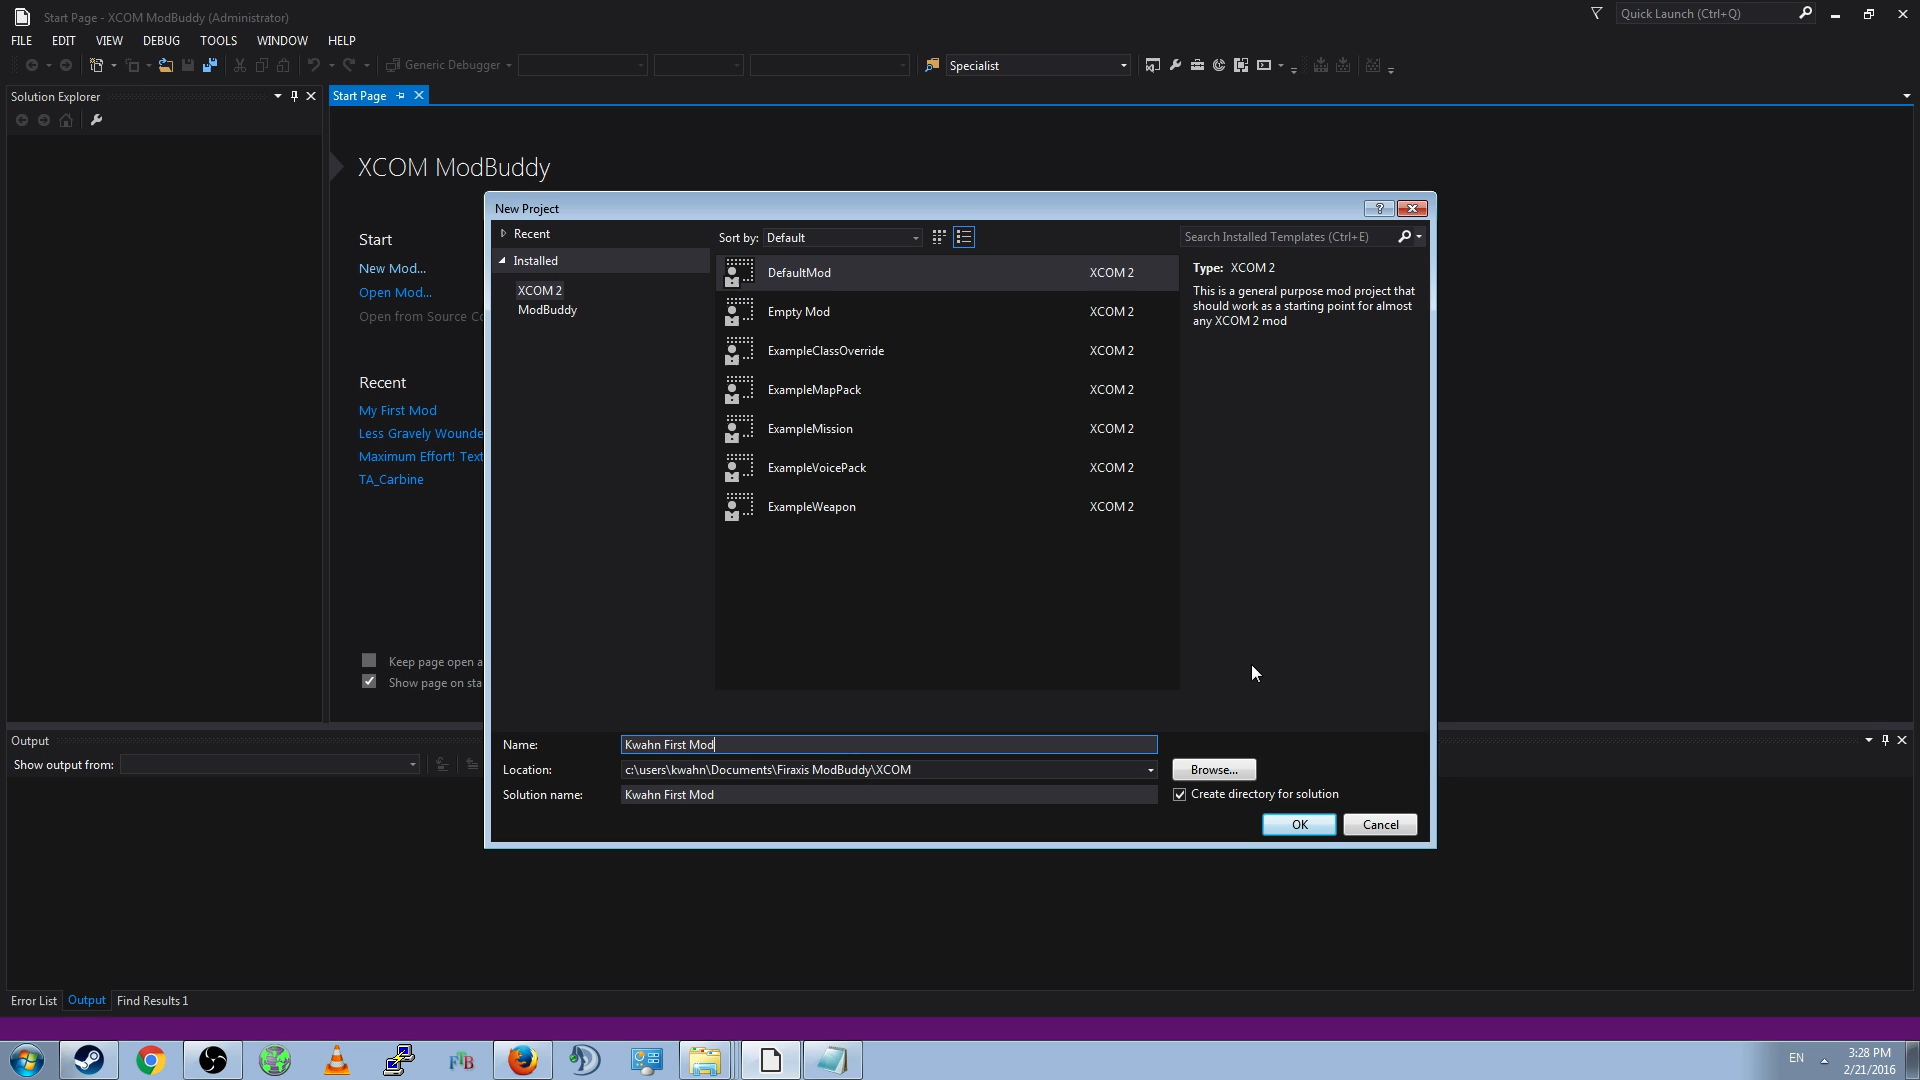 Start Page - XCOM ModBuddy (Administrator)
Quick Launch (Ctrl+Q)
FILE EDIT VIEW DEBUG TOOLS WINDOW HELP
Generic Debugger
Specialist
Solution Explorer
Start Page
XCOM ModBuddy
Start
New Mod...
Open Mod...
Open from Source Co
Recent
My First Mod
Less Gravely Wounde
Maximum Effort! Text
TA_Carbine
Keep page open a
Show page on sta
New Project
?
Recent
Installed
XCOM 2
ModBuddy
Sort by: Default
Search Installed Templates (Ctrl+E)
DefaultMod XCOM 2
Empty Mod XCOM 2
ExampleClassOverride XCOM 2
ExampleMapPack XCOM 2
ExampleMission XCOM 2
ExampleVoicePack XCOM 2
ExampleWeapon XCOM 2
Type: XCOM 2
This is a general purpose mod project that
should work as a starting point for almost
any XCOM 2 mod
Name: Kwahn First Mod
Location: c:\users\kwahn\Documents\Firaxis ModBuddy\XCOM
Browse...
Solution name: Kwahn First Mod
Create directory for solution
OK Cancel
Output
Show output from:
Error List Output Find Results 1
FTB
EN
3:28 PM
2/21/2016